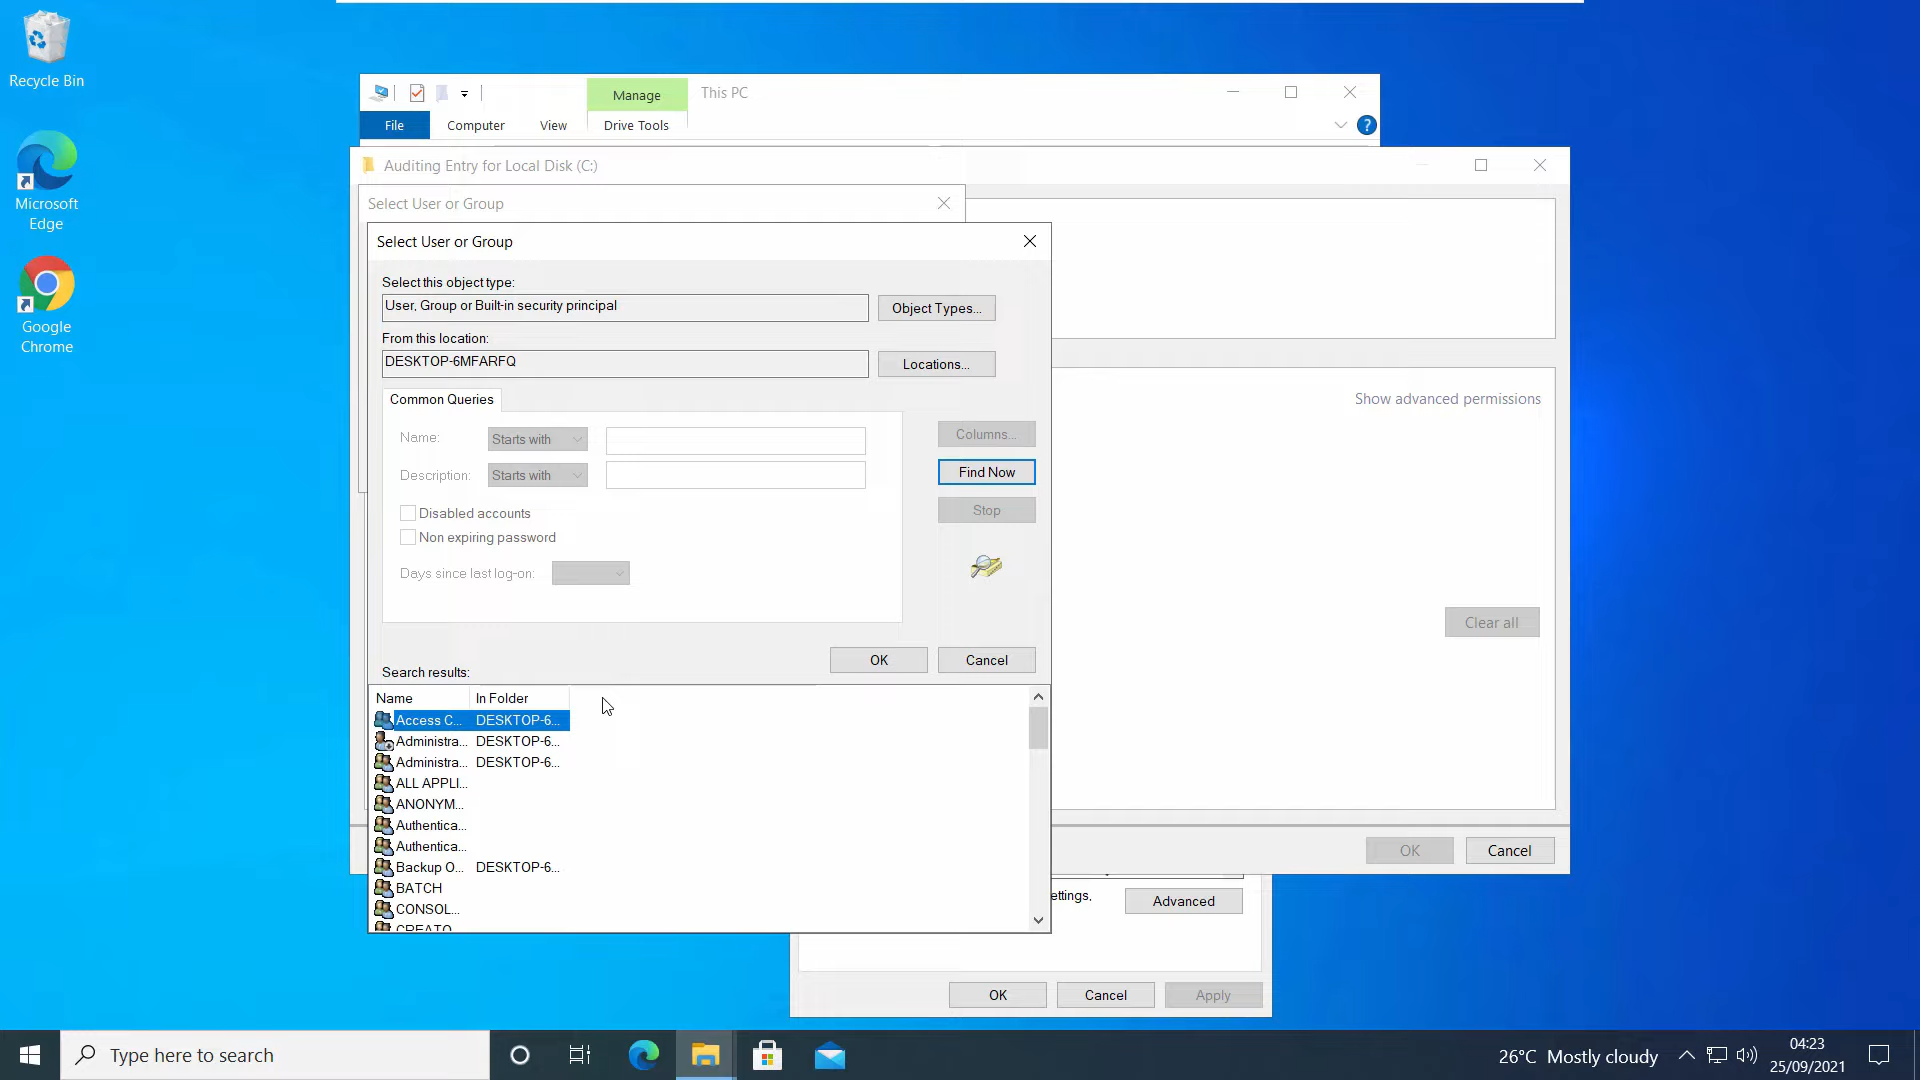 Recycle Bin
Microsoft
Edge
Google
Chrome
Manage
This PC
File
Computer
View
Drive Tools
?
Auditing Entry for Local Disk (C:)
Select User or Group
Select User or Group
Select this object type:
User, Group or Built-in security principal
Object Types...
From this location:
DESKTOP-6MFARFQ
Locations...
Common Queries
Name:
Starts with
Description:
Starts with
Disabled accounts
Non expiring password
Days since last log-on:
Columns...
Find Now
Stop
OK
Cancel
Search results:
Name In Folder
Access C... DESKTOP-6...
Administra... DESKTOP-6...
Administra... DESKTOP-6...
ALL APPLI...
ANONYM...
Authentica...
Authentica...
Backup O... DESKTOP-6...
BATCH
CONSOL...
CREATO
Show advanced permissions
Clear all
OK
Cancel
ettings,
Advanced
OK
Cancel
Apply
Type here to search
26°C Mostly cloudy
04:23
25/09/2021